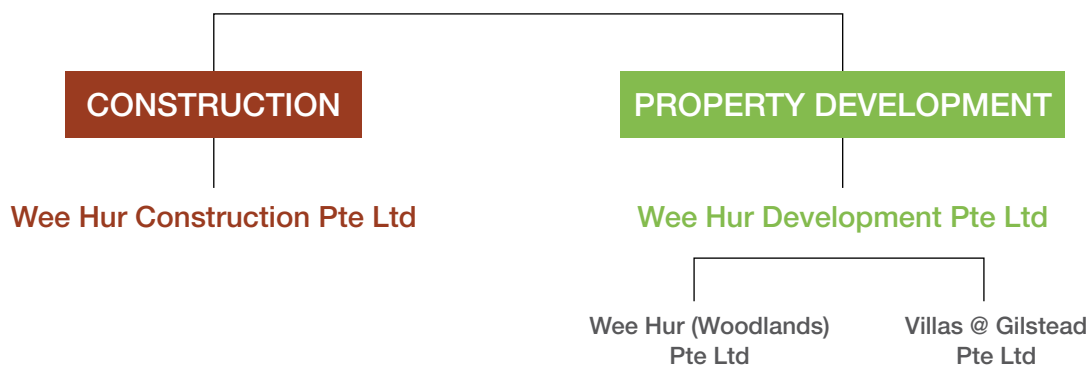 CONSTRUCTION
PROPERTY DEVELOPMENT
Wee Hur Construction Pte Ltd
Wee Hur Development Pte Ltd
Wee Hur (Woodlands)
Pte Ltd
Villas @ Gilstead
Pte Ltd